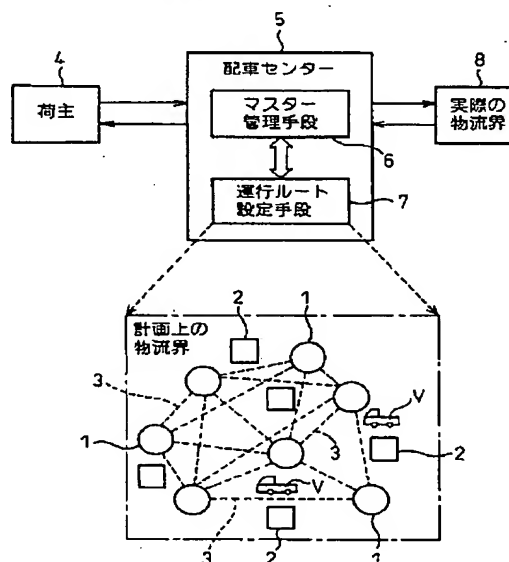 5
4
8
配車センター
荷主
マスター
管理手段
実際の
物流界
6
運行ルート
設定手段
7
計画上の
物流界
2
1
3
V
1
3
2
V
3
2
1